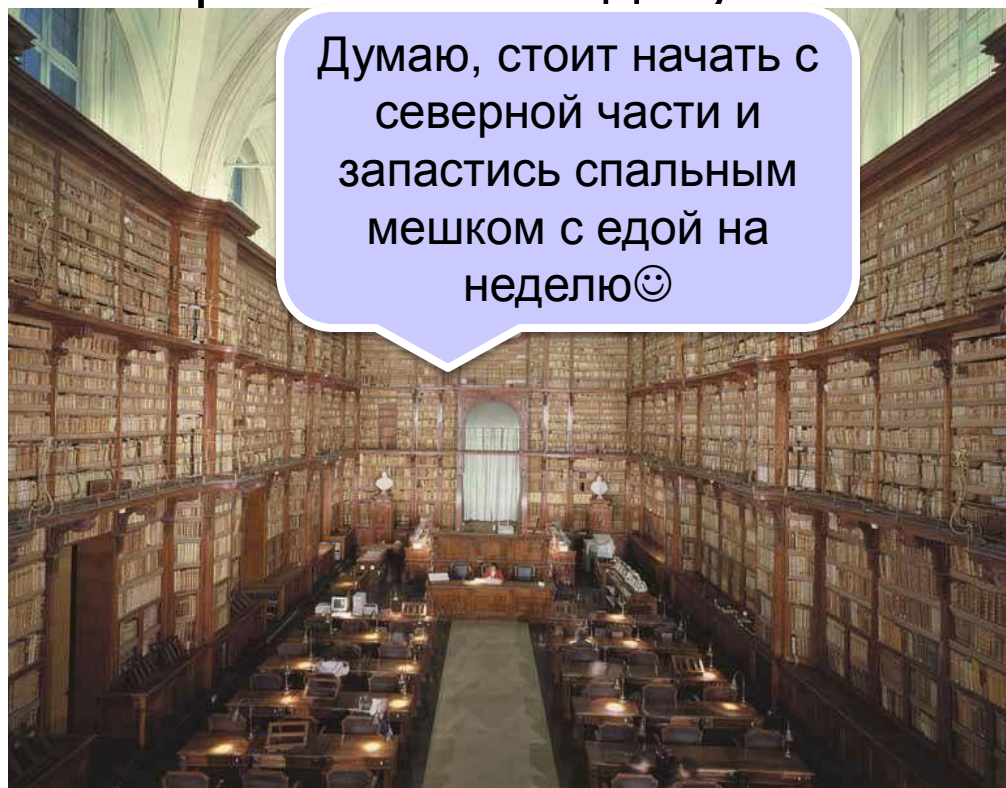 Думаю, стоит начать с
северной части и
запастись спальным
мешком с едой на
неделю☺